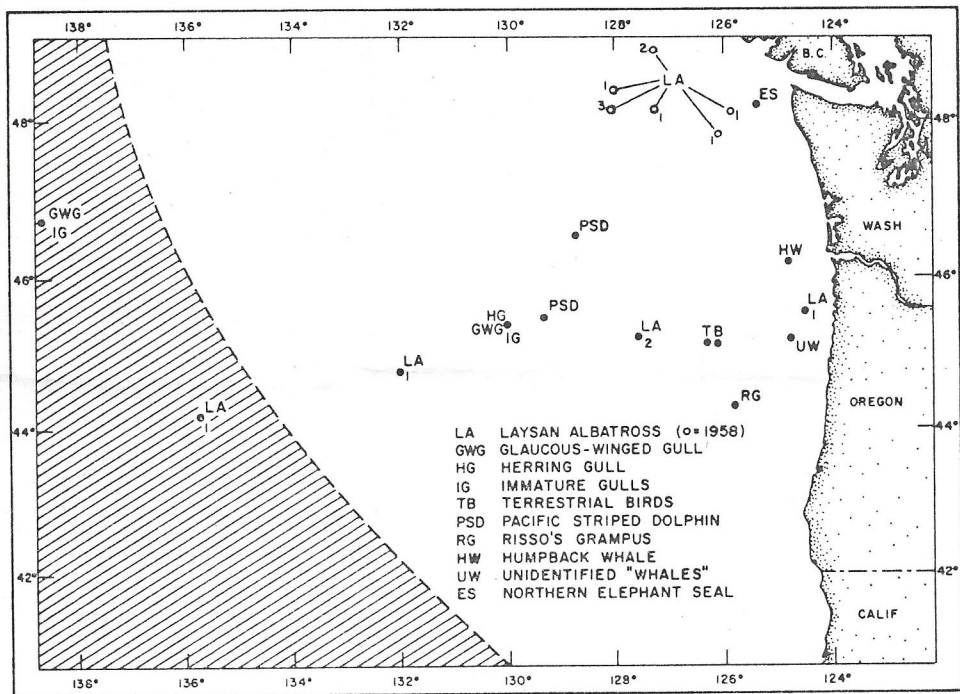 138° 136° 134° 132° 130° 128° 126° 124°
B.C.
2
LA
1
3
1
1
1
ES
48° 48°
GWG
IG
PSD
WASH
HW
46° 46°
HG
GWG IG
PSD
LA
1
LA
2
TB
UW
LA
1
LA
1
RG
OREGON
44° 44°
LA LAYSAN ALBATROSS (o=1958)
GWG GLAUCOUS-WINGED GULL
HG HERRING GULL
IG IMMATURE GULLS
TB TERRESTRIAL BIRDS
PSD PACIFIC STRIPED DOLPHIN
RG RISSO'S GRAMPUS
HW HUMPBACK WHALE
UW UNIDENTIFIED "WHALES"
ES NORTHERN ELEPHANT SEAL
42° 42°
CALIF
138° 136° 134° 132° 130° 128° 126° 124°